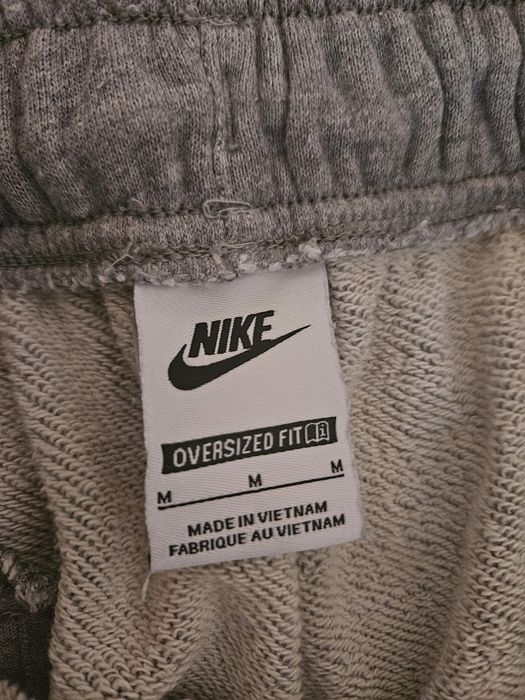 NIKE
OVERSIZED FIT
M M M
MADE IN VIETNAM
FABRIQUE AU VIETNAM